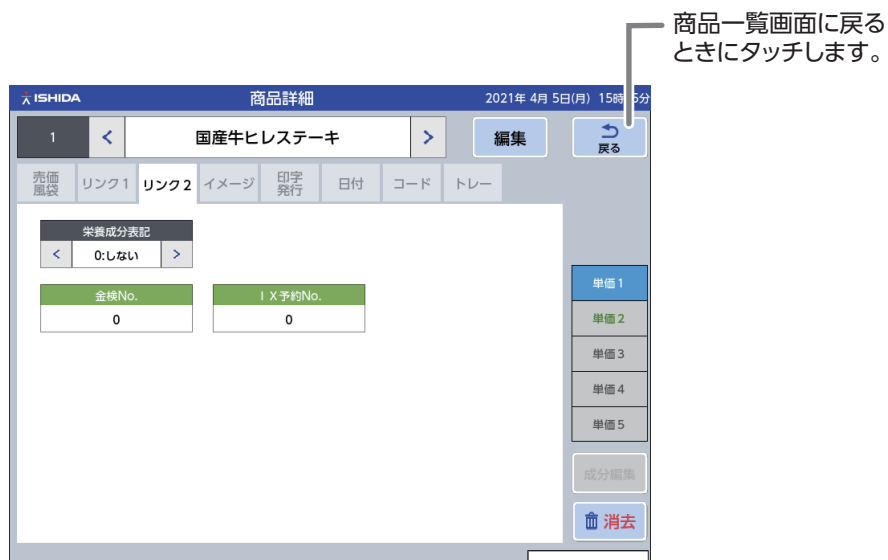 商品一覧画面に戻る
ときにタッチします。
ISHIDA 商品詳細 2021年 4月 5日(月) 15時 5分
1 < 国産牛ヒレステーキ > 編集 戻る
売価風袋 リンク1 リンク2 イメージ 印字発行 日付 コード トレー
栄養成分表記
< 0:しない >
金検No. ＩＸ予約No.
0 0
単価1
単価2
単価3
単価4
単価5
成分編集
消去